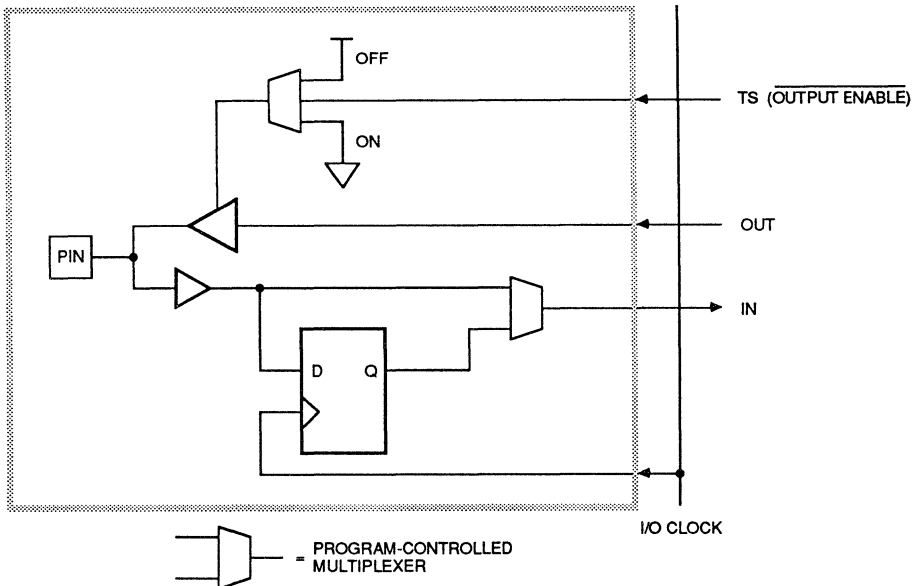 OFF
TS (OUTPUT ENABLE)
ON
OUT
PIN
IN
D Q
I/O CLOCK
= PROGRAM-CONTROLLED
MULTIPLEXER